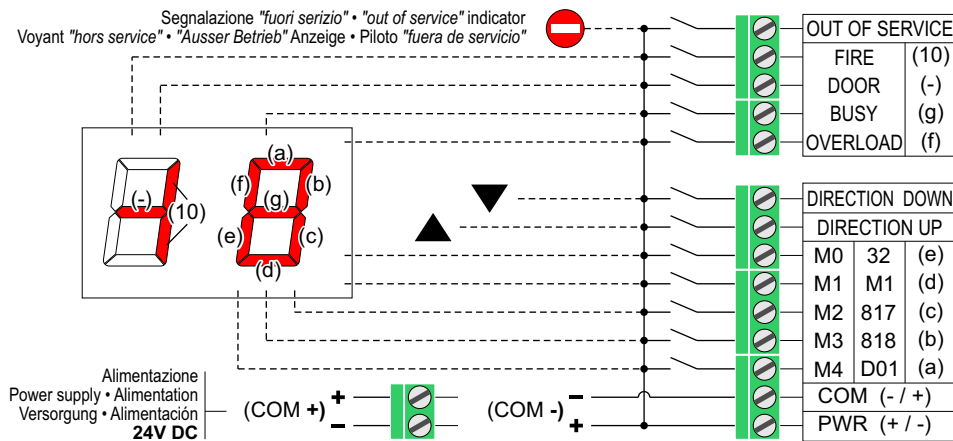 Segnalazione "fuori serizio" • "out of service" indicator
Voyant "hors service" • "Ausser Betrieb" Anzeige • Piloto "fuera de servicio"
OUT OF SERVICE
FIRE (10)
DOOR (-)
BUSY (g)
OVERLOAD (f)
(a)
(f) (b)
(-) (g)
(10)
(e) (c)
(d)
DIRECTION DOWN
DIRECTION UP
M0 32 (e)
M1 M1 (d)
M2 817 (c)
M3 818 (b)
M4 D01 (a)
COM (- / +)
PWR (+ / -)
Alimentazione
Power supply • Alimentation
Versorgung • Alimentación
24V DC
(COM +) + -
(COM -) - +